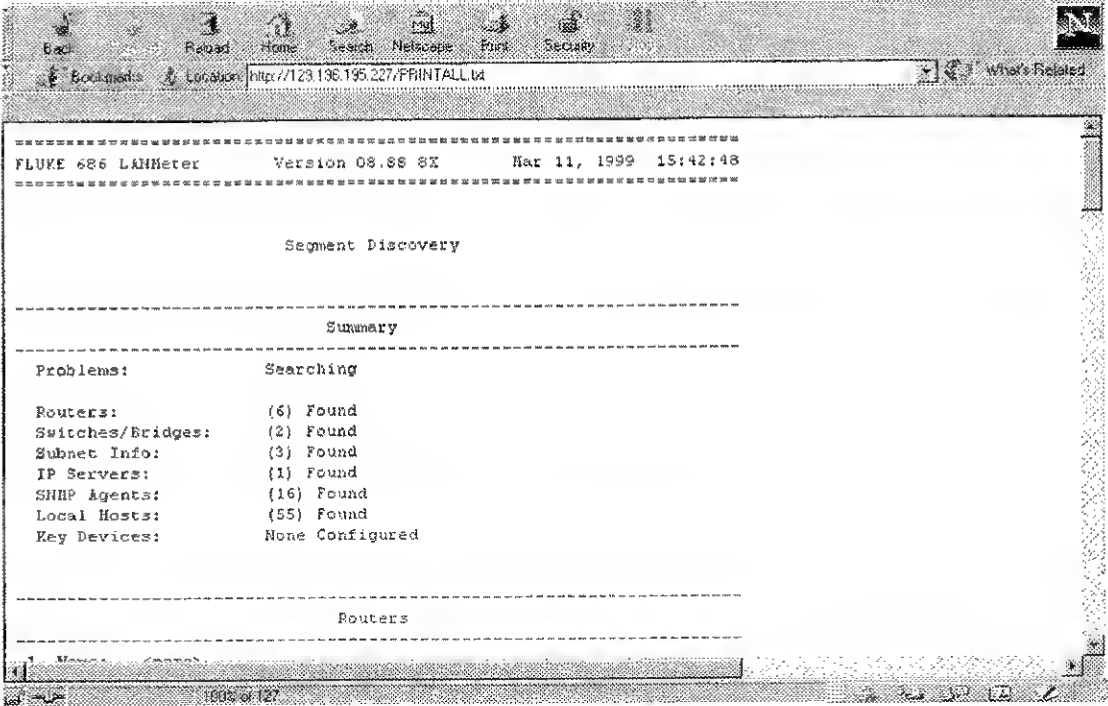 Back Reload Home Search Netscape Print Security
Bookmarks Location: http://129.196.195.227/PRINTALL.txt What's Related
FLUKE 686 LANMeter Version 08.88 8X Mar 11, 1999 15:42:48
Segment Discovery
Summary
Problems: Searching
Routers: (6) Found
Switches/Bridges: (2) Found
Subnet Info: (3) Found
IP Servers: (1) Found
SNMP Agents: (16) Found
Local Hosts: (55) Found
Key Devices: None Configured
Routers
100% of 127